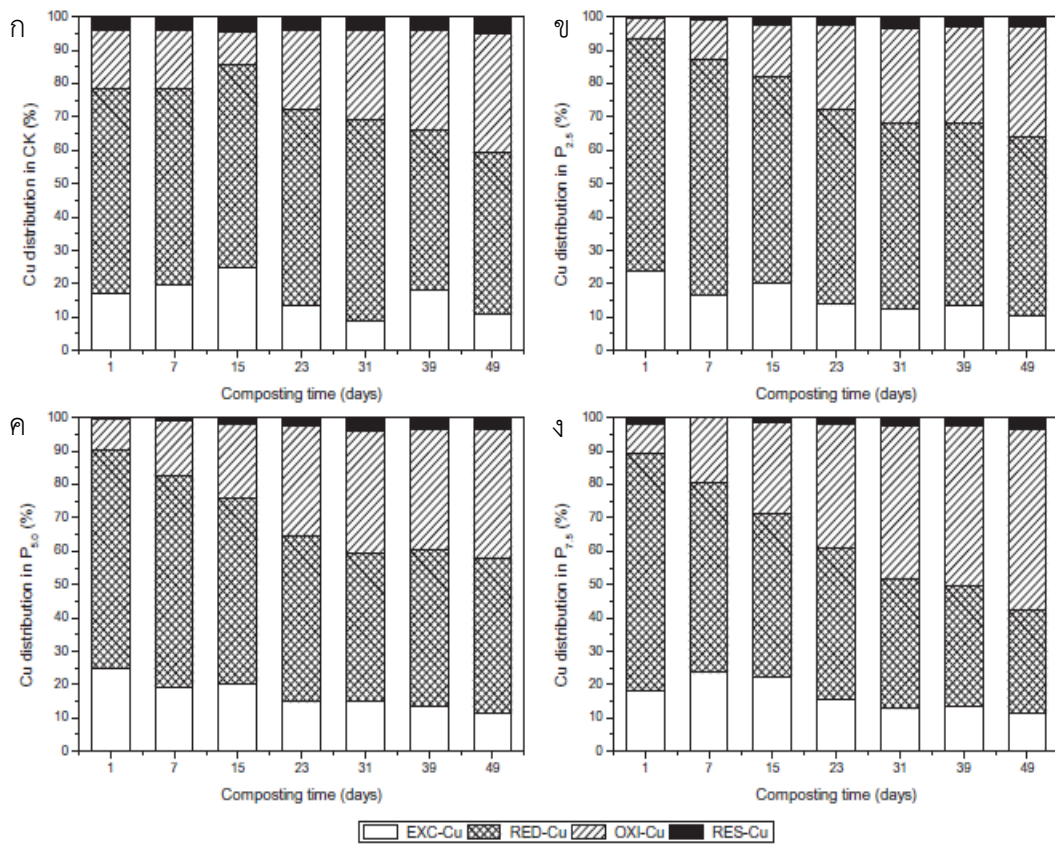 ก
Cu distribution in CK (%)
100
90
80
70
60
50
40
30
20
10
0
1 7 15 23 31 39 49
Composting time (days)
ข
Cu distribution in P2.5 (%)
100
90
80
70
60
50
40
30
20
10
0
1 7 15 23 31 39 49
Composting time (days)
ค
Cu distribution in P5.0 (%)
100
90
80
70
60
50
40
30
20
10
0
1 7 15 23 31 39 49
Composting time (days)
ง
Cu distribution in P7.5 (%)
100
90
80
70
60
50
40
30
20
10
0
1 7 15 23 31 39 49
Composting time (days)
EXC-Cu RED-Cu OXI-Cu RES-Cu